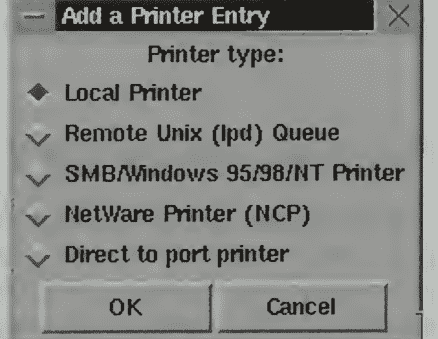 Add a Printer Entry
Printer type:
Local Printer
Remote Unix (lpd) Queue
SMB/Windows 95/98/NT Printer
NetWare Printer (NCP)
Direct to port printer
OK
Cancel